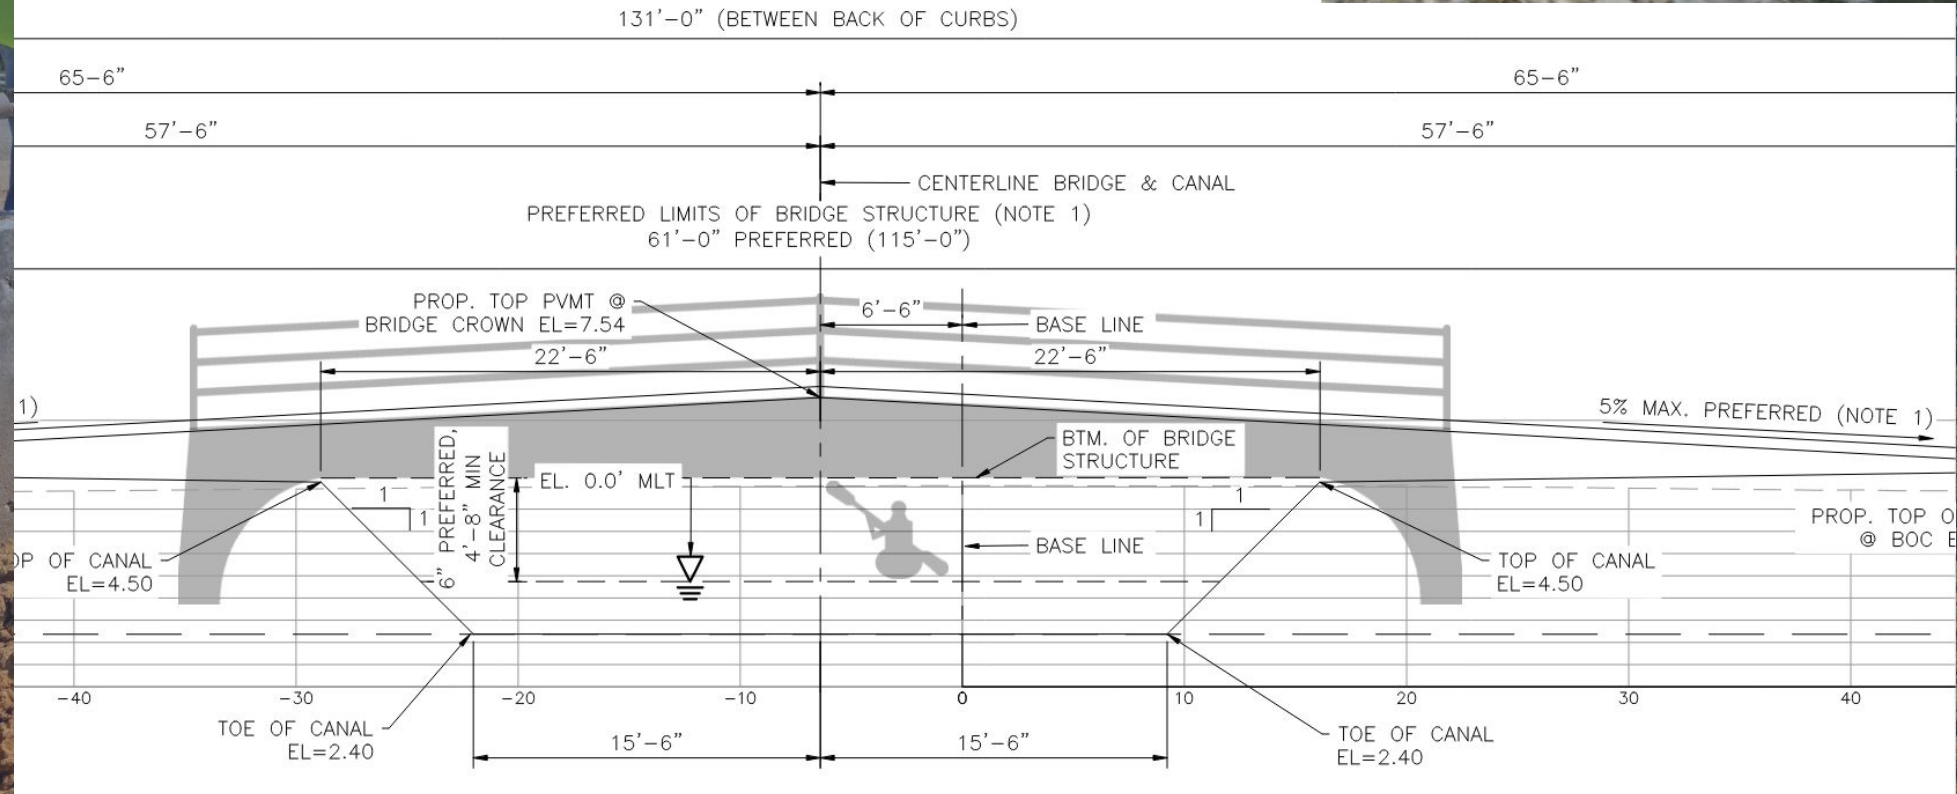 131'-0" (BETWEEN BACK OF CURBS)
65-6"
65-6"
57'-6"
57'-6"
CENTERLINE BRIDGE & CANAL
PREFERRED LIMITS OF BRIDGE STRUCTURE (NOTE 1)
61'-0" PREFERRED (115'-0")
PROP. TOP PVMT @
BRIDGE CROWN EL=7.54
6'-6"
BASE LINE
22'-6"
22'-6"
1)
5% MAX. PREFERRED (NOTE 1)
BTM. OF BRIDGE
STRUCTURE
6" PREFERRED,
4'-8" MIN
CLEARANCE
EL. 0.0' MLT
1
1
1
1
PROP. TOP
@ BOC
BASE LINE
OF CANAL
EL=4.50
TOP OF CANAL
EL=4.50
-40
-30
-20
-10
0
10
20
30
40
TOE OF CANAL
EL=2.40
15'-6"
15'-6"
TOE OF CANAL
EL=2.40